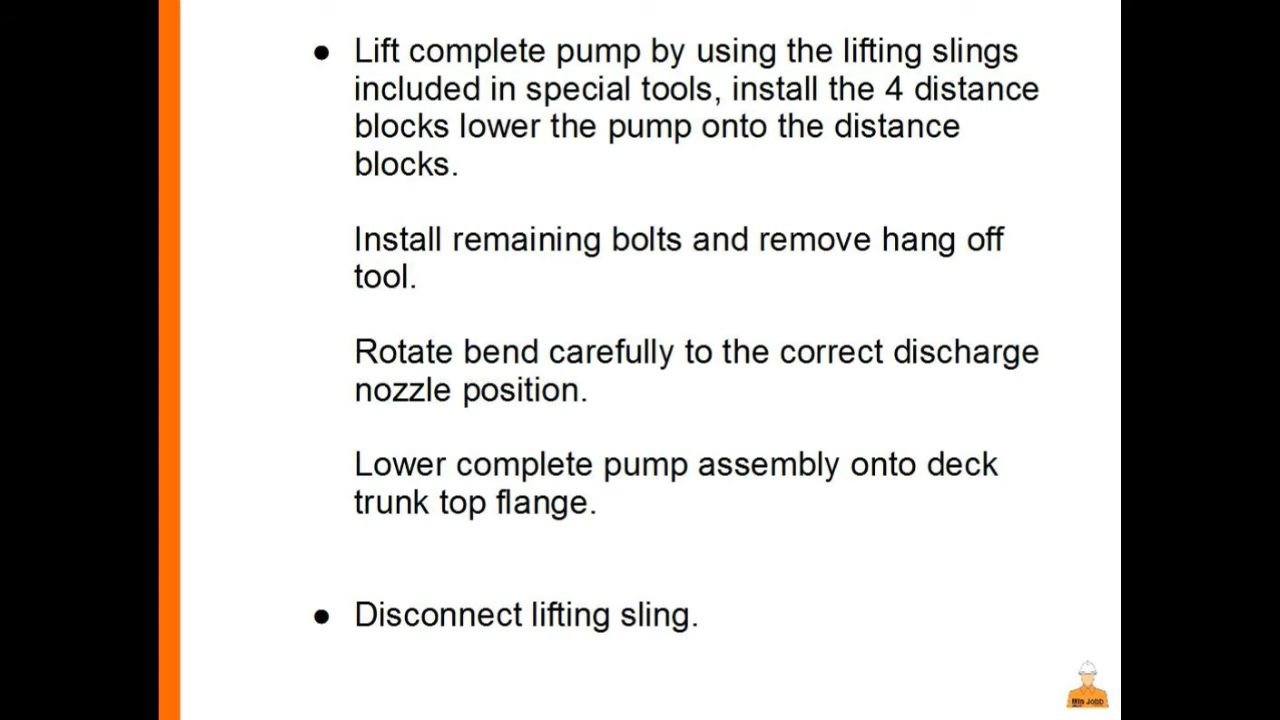 ● Lift complete pump by using the lifting slings
included in special tools, install the 4 distance
blocks lower the pump onto the distance
blocks.
Install remaining bolts and remove hang off
tool.
Rotate bend carefully to the correct discharge
nozzle position.
Lower complete pump assembly onto deck
trunk top flange.
● Disconnect lifting sling.
Min Jobb